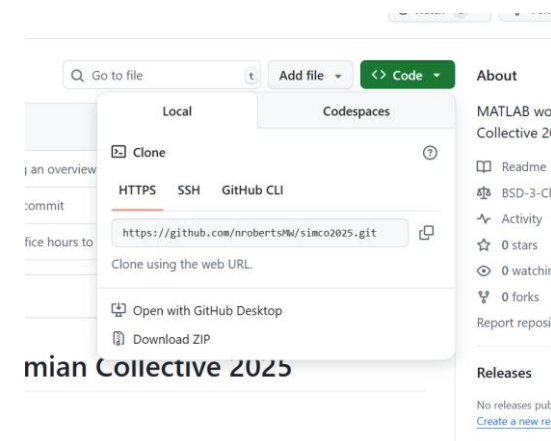 Go to file
t
Add file
<> Code
About
Local
Codespaces
MATLAB wo
Collective 20
Clone
HTTPS
SSH
GitHub CLI
an overview
commit
fice hours to
https://github.com/nrobertsMW/simco2025.git
Clone using the web URL.
Open with GitHub Desktop
Download ZIP
mian Collective 2025
Readme
BSD-3-Cl
Activity
0 stars
0 watchin
0 forks
Report reposi
Releases
No releases pub
Create a new re